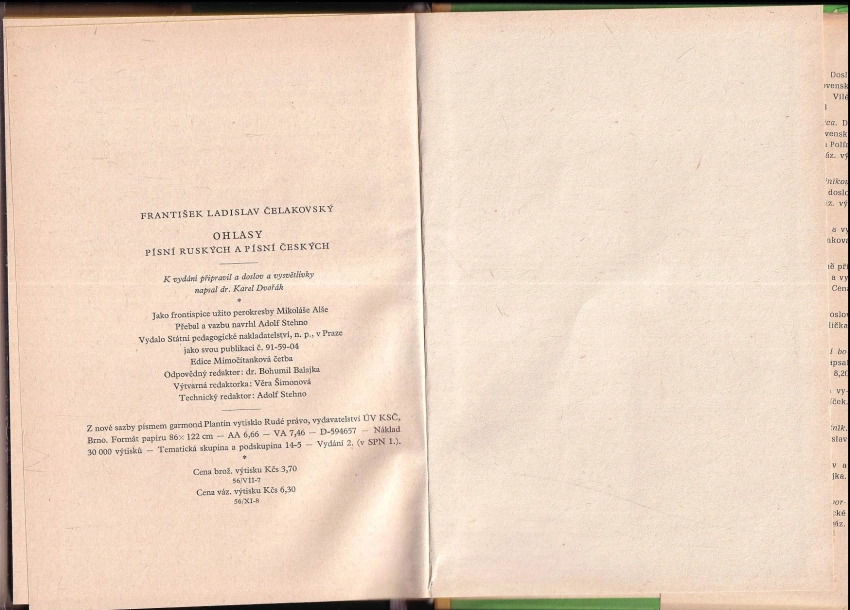 FRANTIŠEK LADISLAV ČELAKOVSKÝ
OHLASY
PÍSNÍ RUSKÝCH A PÍSNÍ ČESKÝCH
K vydání připravil a doslov a vysvětlivky
napsal dr. Karel Dvořák
*
Jako frontispice užito perokresby Mikoláše Alše
Přebal a vazbu navrhl Adolf Stehno
Vydalo Státní pedagogické nakladatelství, n. p., v Praze
jako svou publikaci č. 91-59-04
Edice Mimočítanková četba
Odpovědný redaktor: dr. Bohumil Balajka
Výtvarná redaktorka: Věra Šimonová
Technický redaktor: Adolf Stehno
Z nové sazby písmem garmond Plantin vytisklo Rudé právo, vydavatelství ÚV KSČ,
Brno. Formát papíru 86×122 cm — AA 6,66 — VA 7,46 — D-594657 — Náklad
30 000 výtisků — Tematická skupina a podskupina 14-5 — Vydání 2. (v SPN 1.).
*
Cena brož. výtisku Kčs 3,70
56/VII-7
Cena váz. výtisku Kčs 6,30
56/XI-8